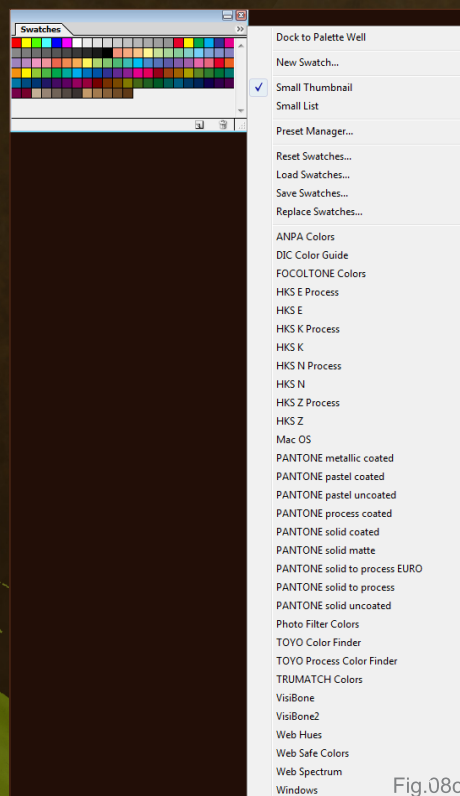 Swatches
Dock to Palette Well
New Swatch...
Small Thumbnail
Small List
Preset Manager...
Reset Swatches...
Load Swatches...
Save Swatches...
Replace Swatches...
ANPA Colors
DIC Color Guide
FOCOLTONE Colors
HKS E Process
HKS E
HKS K Process
HKS K
HKS N Process
HKS N
HKS Z Process
HKS Z
Mac OS
PANTONE metallic coated
PANTONE pastel coated
PANTONE pastel uncoated
PANTONE process coated
PANTONE solid coated
PANTONE solid matte
PANTONE solid to process EURO
PANTONE solid to process
PANTONE solid uncoated
Photo Filter Colors
TOYO Color Finder
TOYO Process Color Finder
TRUMATCH Colors
VisiBone
VisiBone2
Web Hues
Web Safe Colors
Web Spectrum
Windows